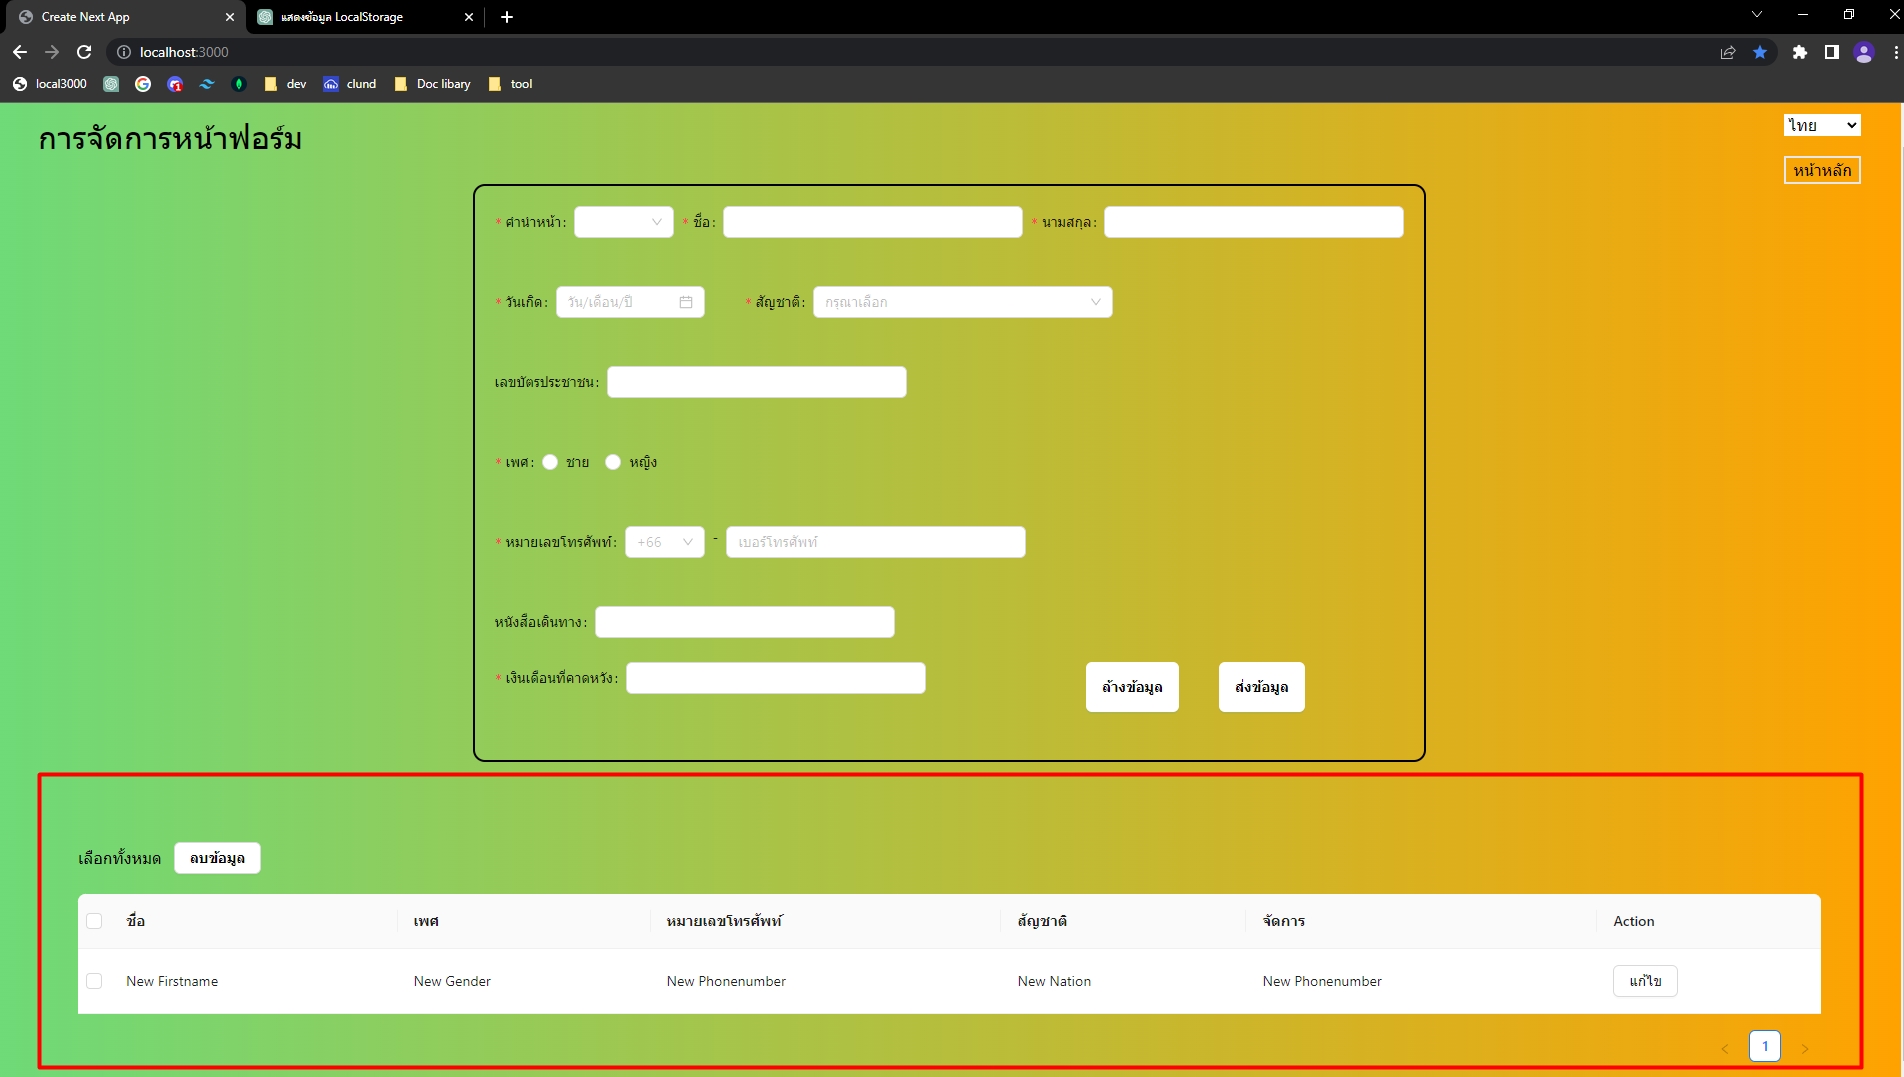 Create Next App
แสดงข้อมูล LocalStorage
localhost:3000
local3000
dev
clund
Doc libary
tool
การจัดการหน้าฟอร์ม
ไทย
หน้าหลัก
* คำนำหน้า:
* ชื่อ:
* นามสกุล:
* วันเกิด: วัน/เดือน/ปี
* สัญชาติ: กรุณาเลือก
เลขบัตรประชาชน:
* เพศ: ชาย หญิง
* หมายเลขโทรศัพท์: +66 - เบอร์โทรศัพท์
หนังสือเดินทาง:
* เงินเดือนที่คาดหวัง:
ล้างข้อมูล
ส่งข้อมูล
เลือกทั้งหมด ลบข้อมูล
ชื่อ เพศ หมายเลขโทรศัพท์ สัญชาติ จัดการ Action
New Firstname New Gender New Phonenumber New Nation New Phonenumber แก้ไข
< 1 >